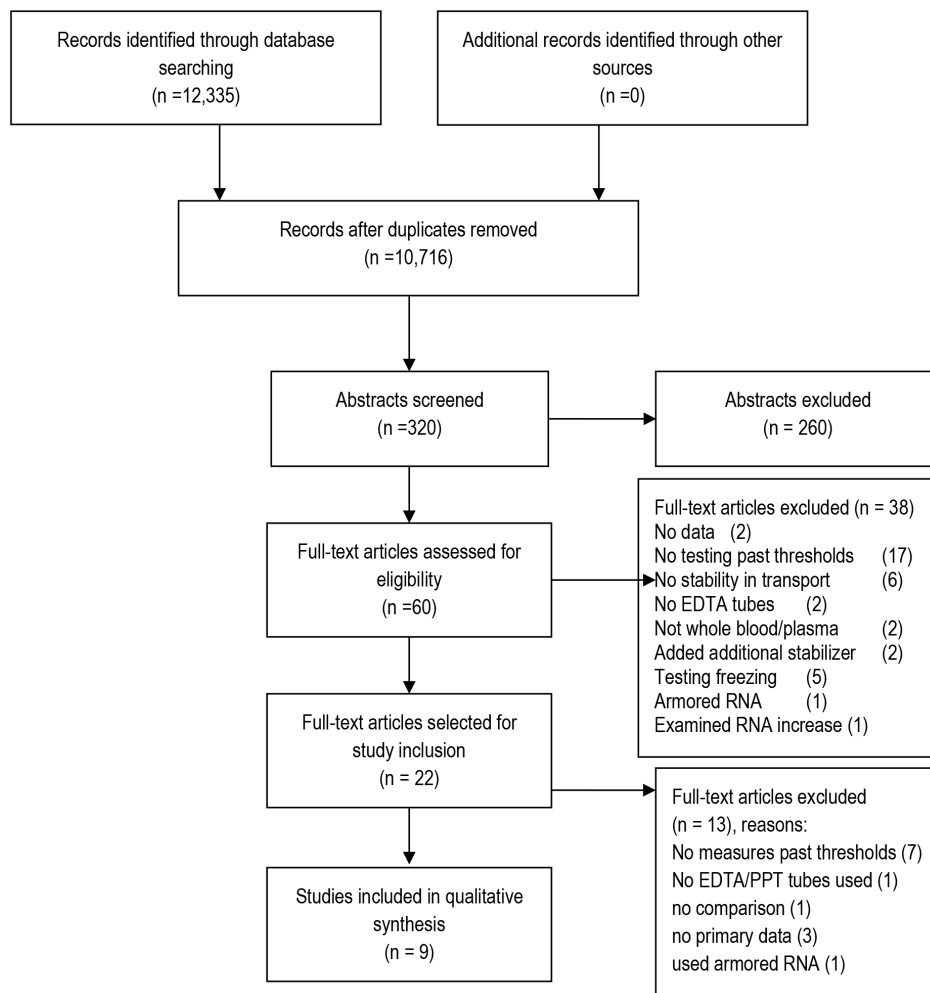 Records identified through database
searching
(n =12,335)
Additional records identified through other
sources
(n =0)
Records after duplicates removed
(n =10,716)
Abstracts screened
(n =320)
Abstracts excluded
(n = 260)
Full-text articles assessed for
eligibility
(n =60)
Full-text articles excluded (n = 38)
No data (2)
No testing past thresholds (17)
No stability in transport (6)
No EDTA tubes (2)
Not whole blood/plasma (2)
Added additional stabilizer (2)
Testing freezing (5)
Armored RNA (1)
Examined RNA increase (1)
Full-text articles selected for
study inclusion
(n = 22)
Full-text articles excluded
(n = 13), reasons:
No measures past thresholds (7)
No EDTA/PPT tubes used (1)
no comparison (1)
no primary data (3)
used armored RNA (1)
Studies included in qualitative
synthesis
(n = 9)